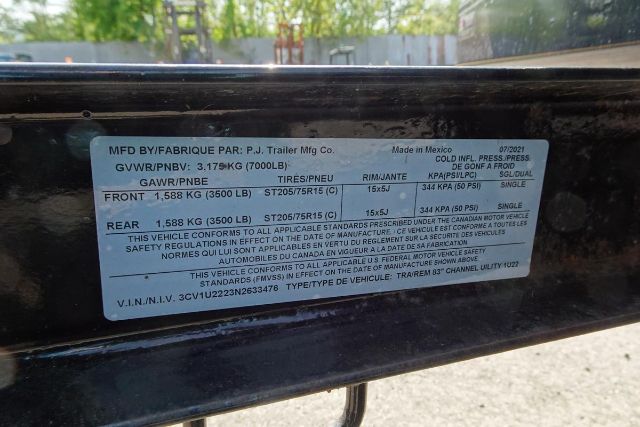 MFD BY/FABRIQUE PAR: P.J. Trailer Mfg Co. Made in Mexico 07/2021
GVWR/PNBV: 3.175 KG (7000LB) COLD INFL. PRESS/PRESS.
GAWR/PNBE TIRES/PNEU RIM/JANTE KPA(PSI/LPC) DE GONF A FROID SGL/DUAL
FRONT 1,588 KG (3500 LB) ST205/75R15 (C) 15x5J 344 KPA (50 PSI) SINGLE
REAR 1,588 KG (3500 LB) ST205/75R15 (C) 15x5J 344 KPA (50 PSI) SINGLE
THIS VEHICLE CONFORMS TO ALL APPLICABLE STANDARDS PRESCRIBED UNDER THE CANADIAN MOTOR VEHICLE
SAFETY REGULATIONS IN EFFECT ON THE DATE OF MANUFACTURE / CE VEHICULE EST CONFORME A TOUTES LES
NORMES QUI LUI SONT APPLICABLES EN VERTU DU REGLEMENT SUR LA SECURITE DES VEHICULES
AUTOMOBILES DU CANADA EN VIGUEUR A LA DATE DE SA FABRICATION
THIS VEHICLE CONFORMS TO ALL APPLICABLE U.S. FEDERAL MOTOR VEHICLE SAFETY
STANDARDS (FMVSS) IN EFFECT ON THE DATE OF MANUFACTURE SHOWN ABOVE.
V.I.N./N.I.V. 3CV1U2223N2633476 TYPE/TYPE DE VEHICULE: TRA/REM 83" CHANNEL UILITY 1U22